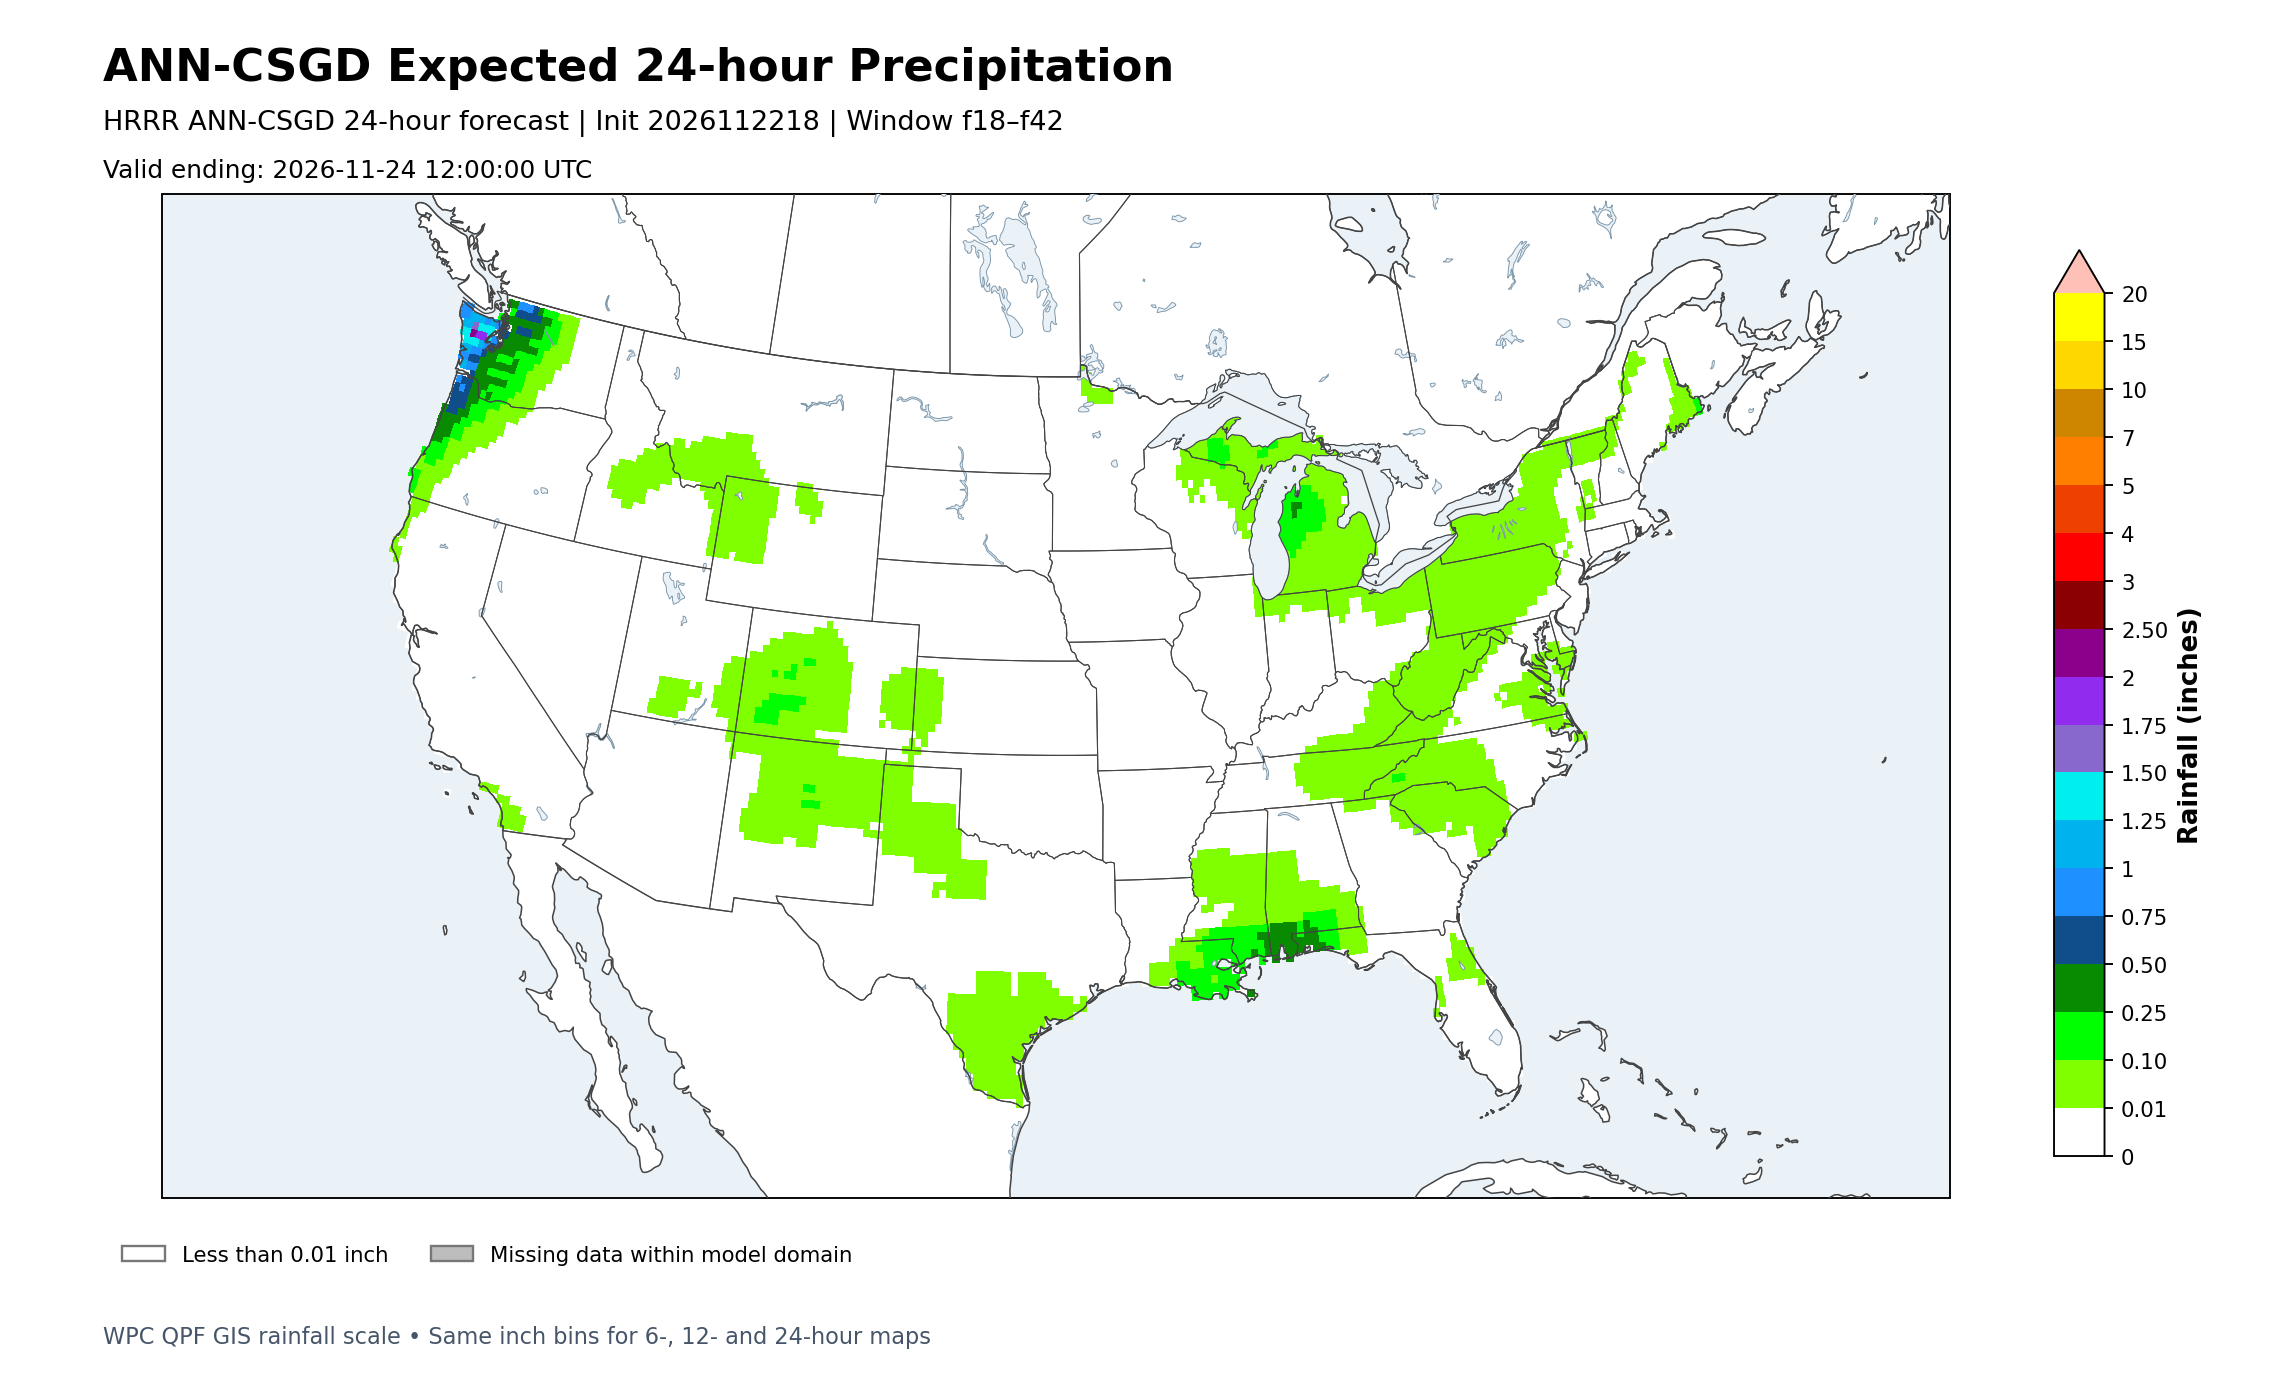 ANN-CSGD Expected 24-hour Precipitation
HRRR ANN-CSGD 24-hour forecast | Init 2026112218 | Window f18–f42
Valid ending: 2026-11-24 12:00:00 UTC
20
15
10
7
5
4
3
2.50
2
1.75
1.50
1.25
1
0.75
0.50
0.25
0.10
0.01
0
Rainfall (inches)
Less than 0.01 inch
Missing data within model domain
WPC QPF GIS rainfall scale • Same inch bins for 6-, 12- and 24-hour maps